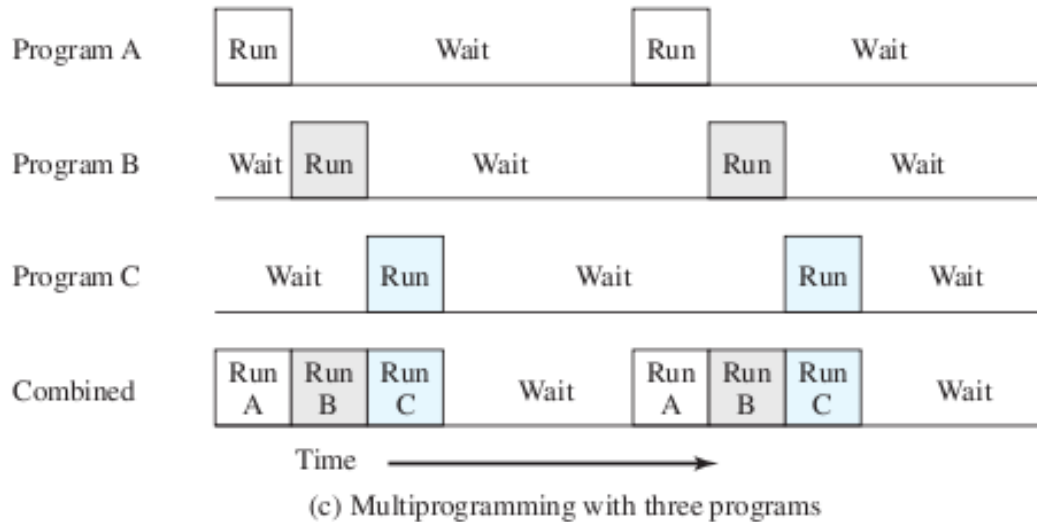 Program A Run Wait Run Wait
Program B Wait Run Wait Run Wait
Program C Wait Run Wait Run Wait
Combined Run A Run B Run C Wait Run A Run B Run C Wait
Time
(c) Multiprogramming with three programs